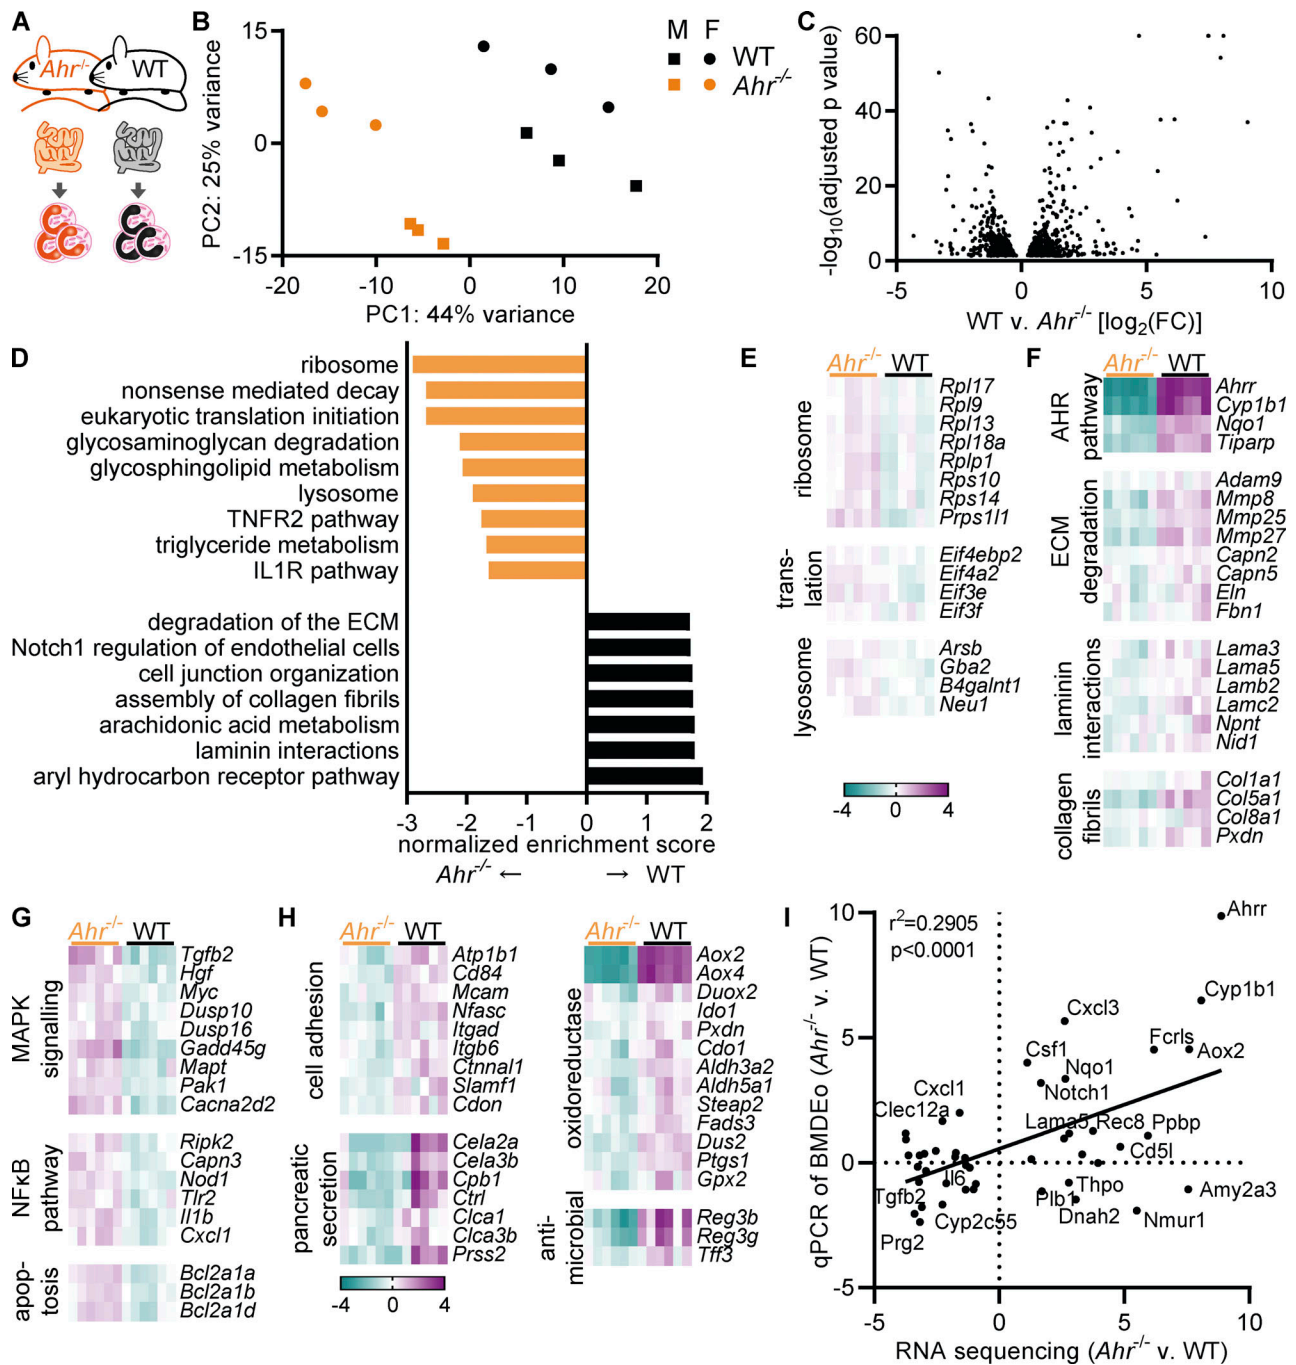 A
Ahr-/-
WT
B
15
0
-15
-20
-10
0
10
20
PC2: 25% variance
PC1: 44% variance
M F
WT
Ahr-/-
C
60
40
20
0
-5
0
5
10
-log10(adjusted p value)
WT v. Ahr-/- [log2(FC)]
D
ribosome
nonsense mediated decay
eukaryotic translation initiation
glycosaminoglycan degradation
glycosphingolipid metabolism
lysosome
TNFR2 pathway
triglyceride metabolism
IL1R pathway
degradation of the ECM
Notch1 regulation of endothelial cells
cell junction organization
assembly of collagen fibrils
arachidonic acid metabolism
laminin interactions
aryl hydrocarbon receptor pathway
-3 -2 -1 0 1 2
normalized enrichment score
Ahr-/- ← → WT
E
Ahr-/- WT
ribosome
Rpl17
Rpl9
Rpl13
Rpl18a
Rplp1
Rps10
Rps14
Prps1l1
trans-
lation
Eif4ebp2
Eif4a2
Eif3e
Eif3f
lysosome
Arsb
Gba2
B4galnt1
Neu1
-4 0 4
F
Ahr-/- WT
AHR
pathway
Ahrr
Cyp1b1
Nqo1
Tiparp
ECM
degradation
Adam9
Mmp8
Mmp25
Mmp27
Capn2
Capn5
Eln
Fbn1
laminin
interactions
Lama3
Lama5
Lamb2
Lamc2
Npnt
Nid1
collagen
fibrils
Col1a1
Col5a1
Col8a1
Pxdn
G
Ahr-/- WT
MAPK
signalling
Tgfb2
Hgf
Myc
Dusp10
Dusp16
Gadd45g
Mapt
Pak1
Cacna2d2
NFκB
pathway
Ripk2
Capn3
Nod1
Tlr2
Il1b
Cxcl1
apop-
tosis
Bcl2a1a
Bcl2a1b
Bcl2a1d
H
Ahr-/- WT
cell adhesion
Atp1b1
Cd84
Mcam
Nfasc
Itgad
Itgb6
Ctnnal1
Slamf1
Cdon
pancreatic
secretion
Cela2a
Cela3b
Cpb1
Ctrl
Clca1
Clca3b
Prss2
-4 0 4
Ahr-/- WT
oxidoreductase
Aox2
Aox4
Duox2
Ido1
Pxdn
Cdo1
Aldh3a2
Aldh5a1
Steap2
Fads3
Dus2
Ptgs1
Gpx2
anti-
microbial
Reg3b
Reg3g
Tff3
I
r2=0.2905
p<0.0001
10
5
0
-5
-5
0
5
10
qPCR of BMDEo (Ahr-/- v. WT)
RNA sequencing (Ahr-/- v. WT)
Ahrr
Cyp1b1
Cxcl3
Fcrls
Csf1
Aox2
Nqo1
Cxcl1
Notch1
Clec12a
Lama5
Rec8
Ppbp
Cd5l
Il6
Thpo
Tgfb2
Plb1
Amy2a3
Cyp2c55
Dnah2
Nmur1
Prg2